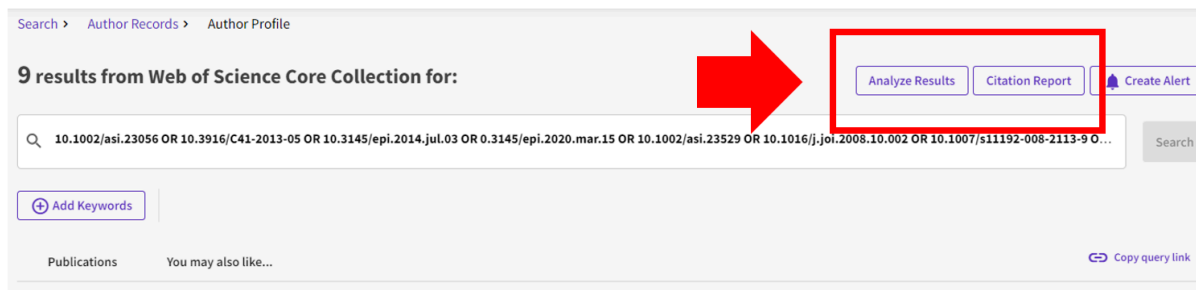 Search > Author Records > Author Profile
9 results from Web of Science Core Collection for:
Analyze Results
Citation Report
Create Alert
10.1002/asi.23056 OR 10.3916/C41-2013-05 OR 10.3145/epi.2014.jul.03 OR 0.3145/epi.2020.mar.15 OR 10.1002/asi.23529 OR 10.1016/j.joi.2008.10.002 OR 10.1007/s11192-008-2113-9 O...
Search
Add Keywords
Publications
You may also like...
Copy query link